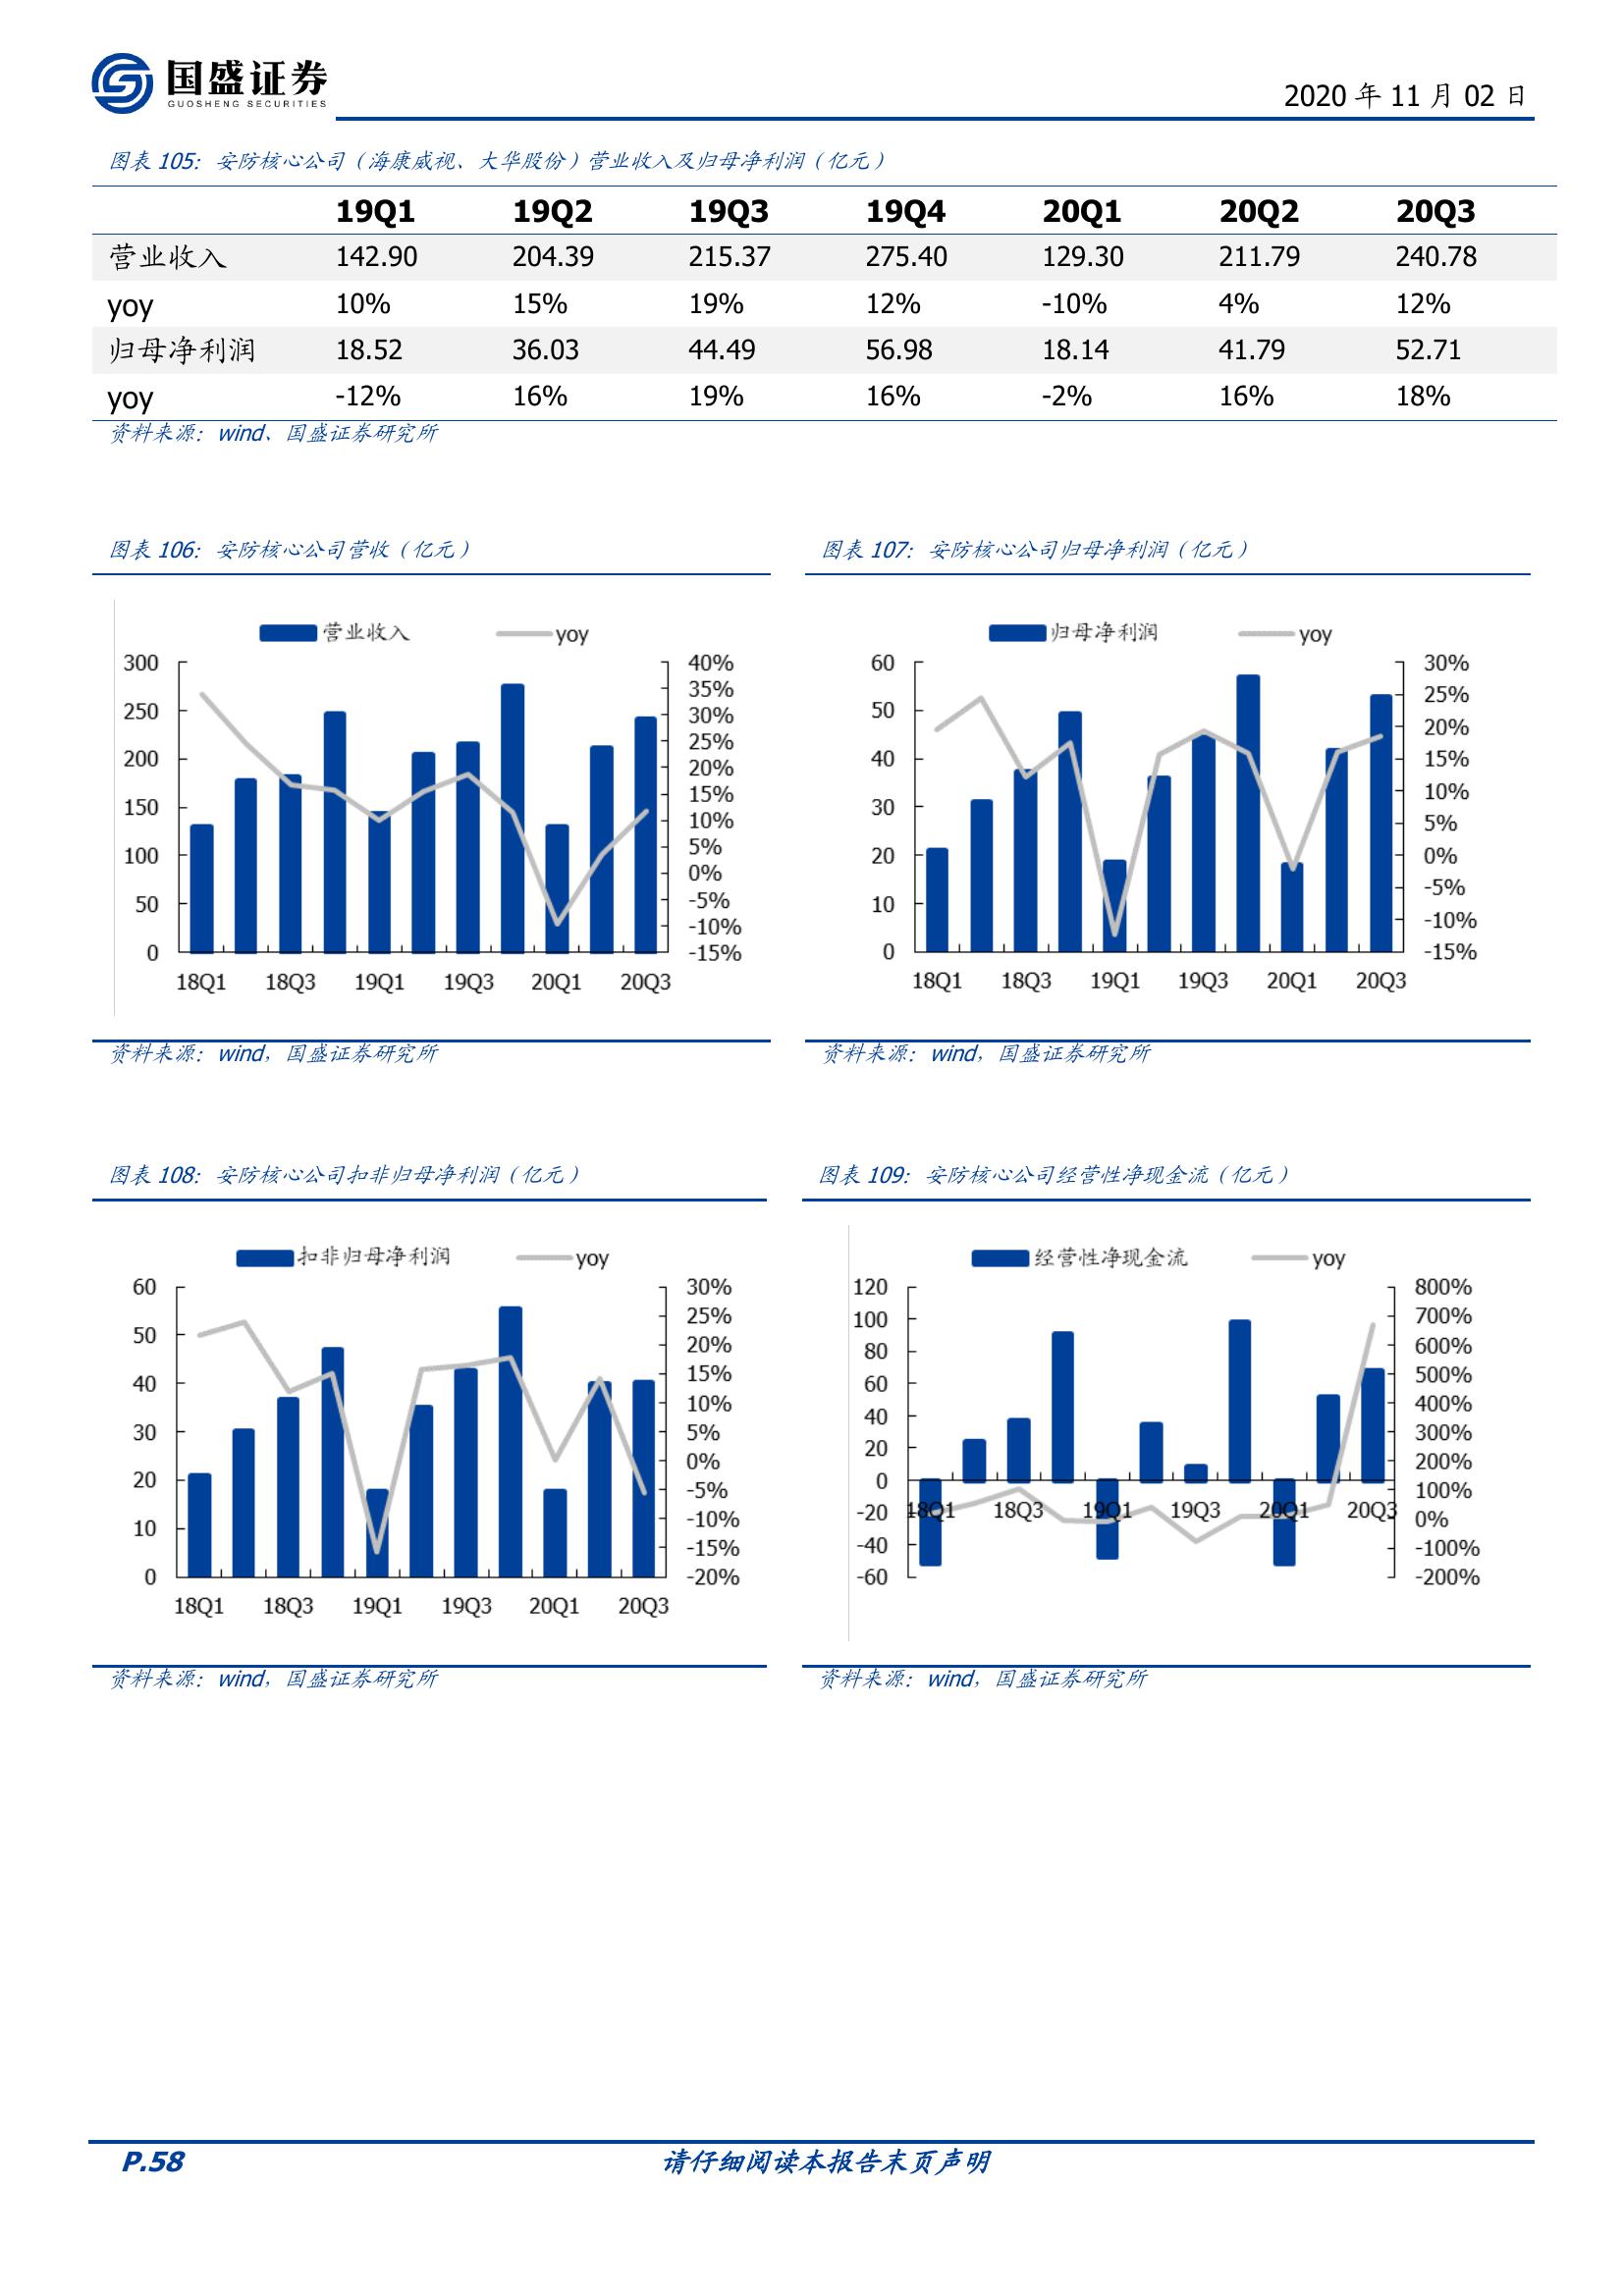 国盛证券
GUOSHENG SECURITIES
2020 年 11 月 02 日
图表 105：安防核心公司（海康威视、大华股份）营业收入及归母净利润（亿元）
19Q1 19Q2 19Q3 19Q4 20Q1 20Q2 20Q3
营业收入 142.90 204.39 215.37 275.40 129.30 211.79 240.78
yoy 10% 15% 19% 12% -10% 4% 12%
归母净利润 18.52 36.03 44.49 56.98 18.14 41.79 52.71
yoy -12% 16% 19% 16% -2% 16% 18%
资料来源：wind、国盛证券研究所
图表 106：安防核心公司营收（亿元）
营业收入 yoy
300 40%
35%
250 30%
25%
200 20%
150 15%
10%
100 5%
0%
50 -5%
-10%
0 -15%
18Q1 18Q3 19Q1 19Q3 20Q1 20Q3
资料来源：wind，国盛证券研究所
图表 107：安防核心公司归母净利润（亿元）
归母净利润 yoy
60 30%
25%
50 20%
40 15%
10%
30 5%
20 0%
-5%
10 -10%
0 -15%
18Q1 18Q3 19Q1 19Q3 20Q1 20Q3
资料来源：wind，国盛证券研究所
图表 108：安防核心公司扣非归母净利润（亿元）
扣非归母净利润 yoy
60 30%
25%
50 20%
40 15%
10%
30 5%
20 0%
-5%
10 -10%
-15%
0 -20%
18Q1 18Q3 19Q1 19Q3 20Q1 20Q3
资料来源：wind，国盛证券研究所
图表 109：安防核心公司经营性净现金流（亿元）
经营性净现金流 yoy
120 800%
100 700%
80 600%
60 500%
40 400%
300%
20 200%
0 100%
-20 0%
-40 -100%
-60 -200%
18Q1 18Q3 19Q1 19Q3 20Q1 20Q3
资料来源：wind，国盛证券研究所
P.58 请仔细阅读本报告末页声明